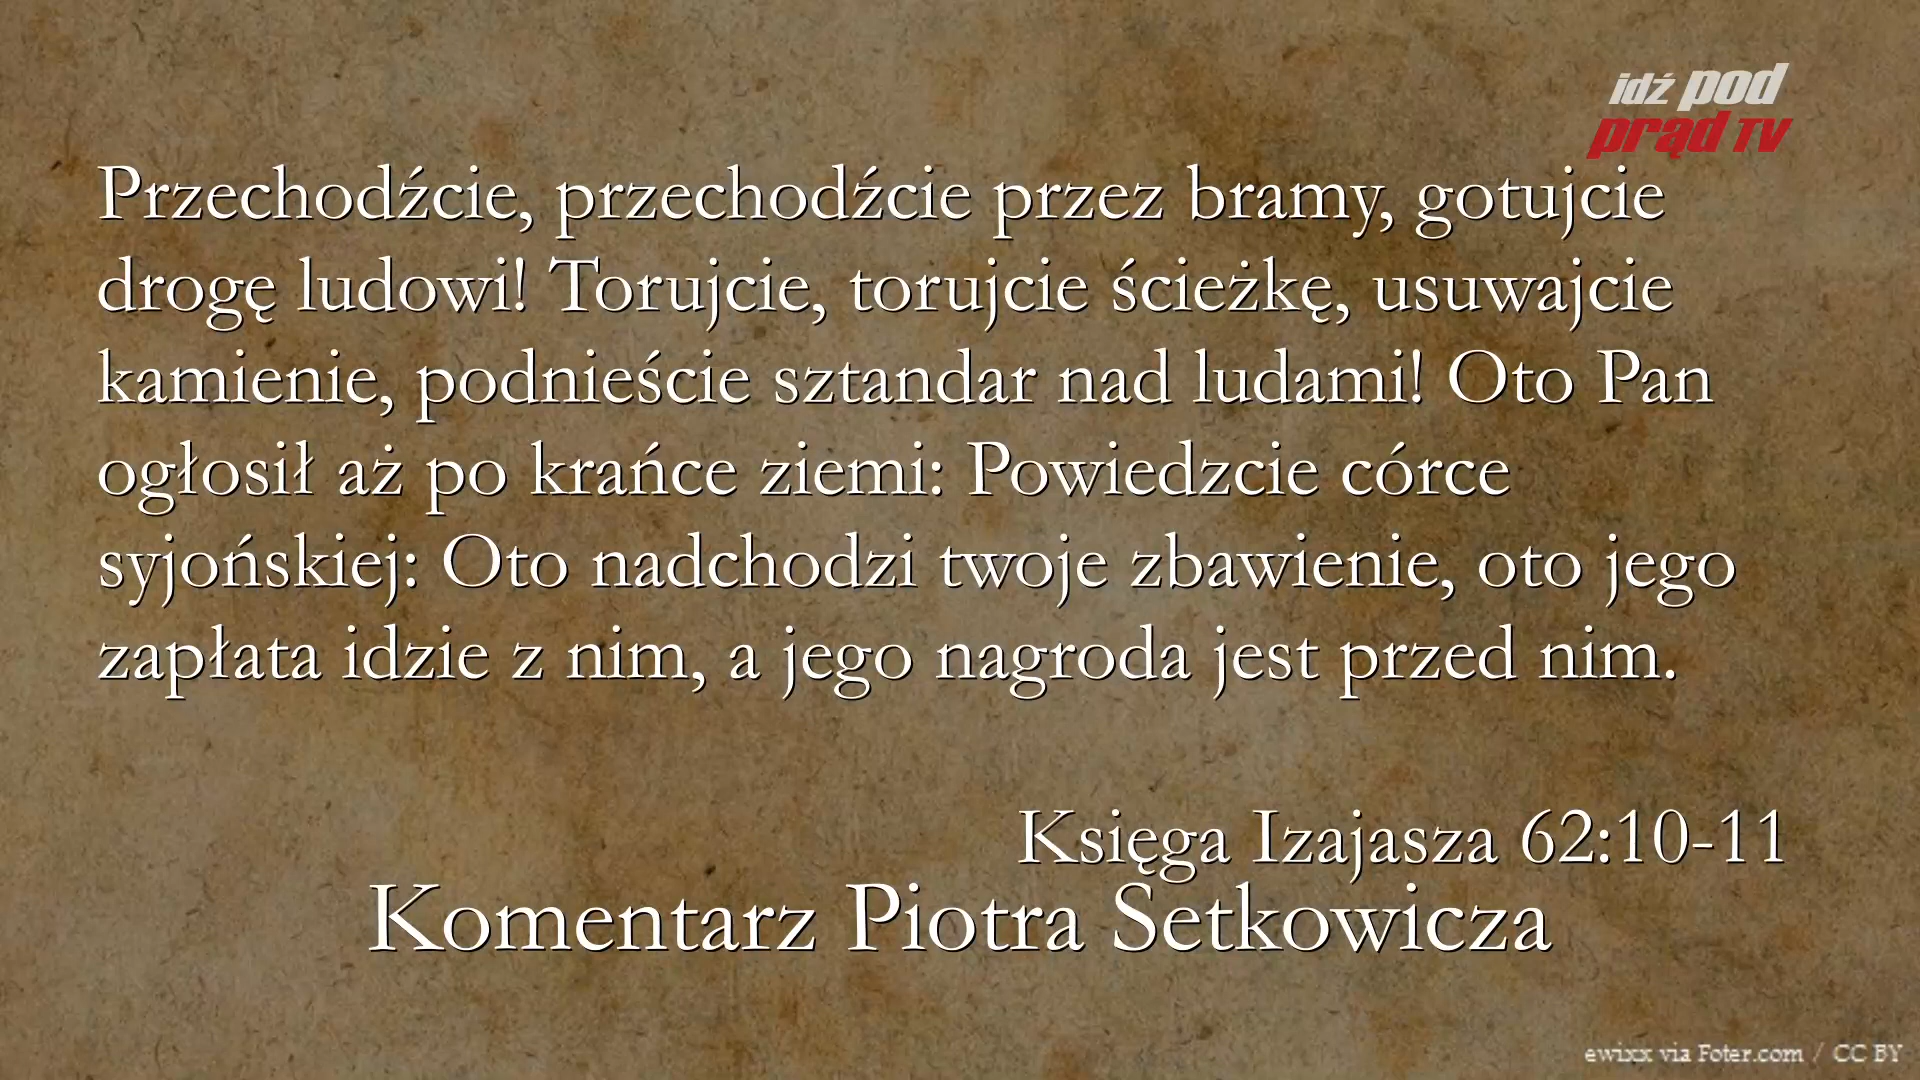 idź pod
prąd TV
Przechodźcie, przechodźcie przez bramy, gotujcie
drogę ludowi! Torujcie, torujcie ścieżkę, usuwajcie
kamienie, podnieście sztandar nad ludami! Oto Pan
ogłosił aż po krańce ziemi: Powiedzcie córce
syjońskiej: Oto nadchodzi twoje zbawienie, oto jego
zapłata idzie z nim, a jego nagroda jest przed nim.
Księga Izajasza 62:10-11
Komentarz Piotra Setkowicza
ewixx via Foter.com / CC BY